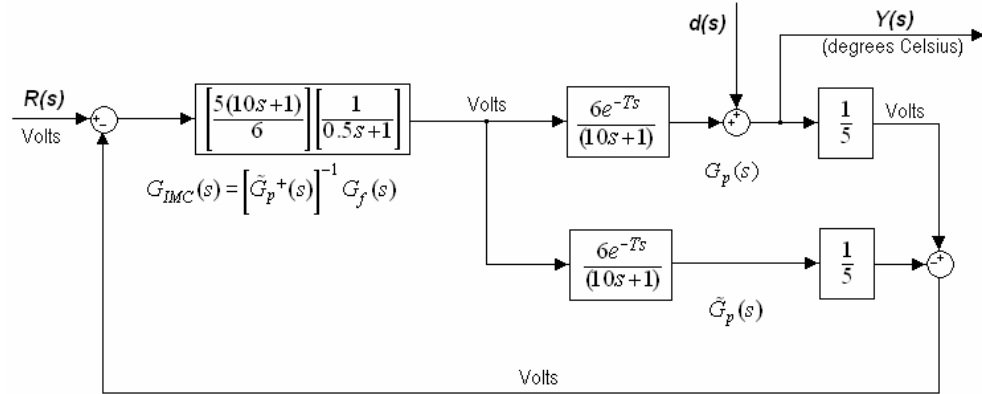 d(s)
Y(s)
(degrees Celsius)
R(s)
Volts
+ −
[5(10s+1)/6] [1/(0.5s+1)]
Volts
6e^{-Ts}/(10s+1)
+ +
1/5
Volts
G_{IMC}(s) = [G̃_p^+(s)]^{-1} G_f(s)
G_p(s)
6e^{-Ts}/(10s+1)
1/5
− +
G̃_p(s)
Volts